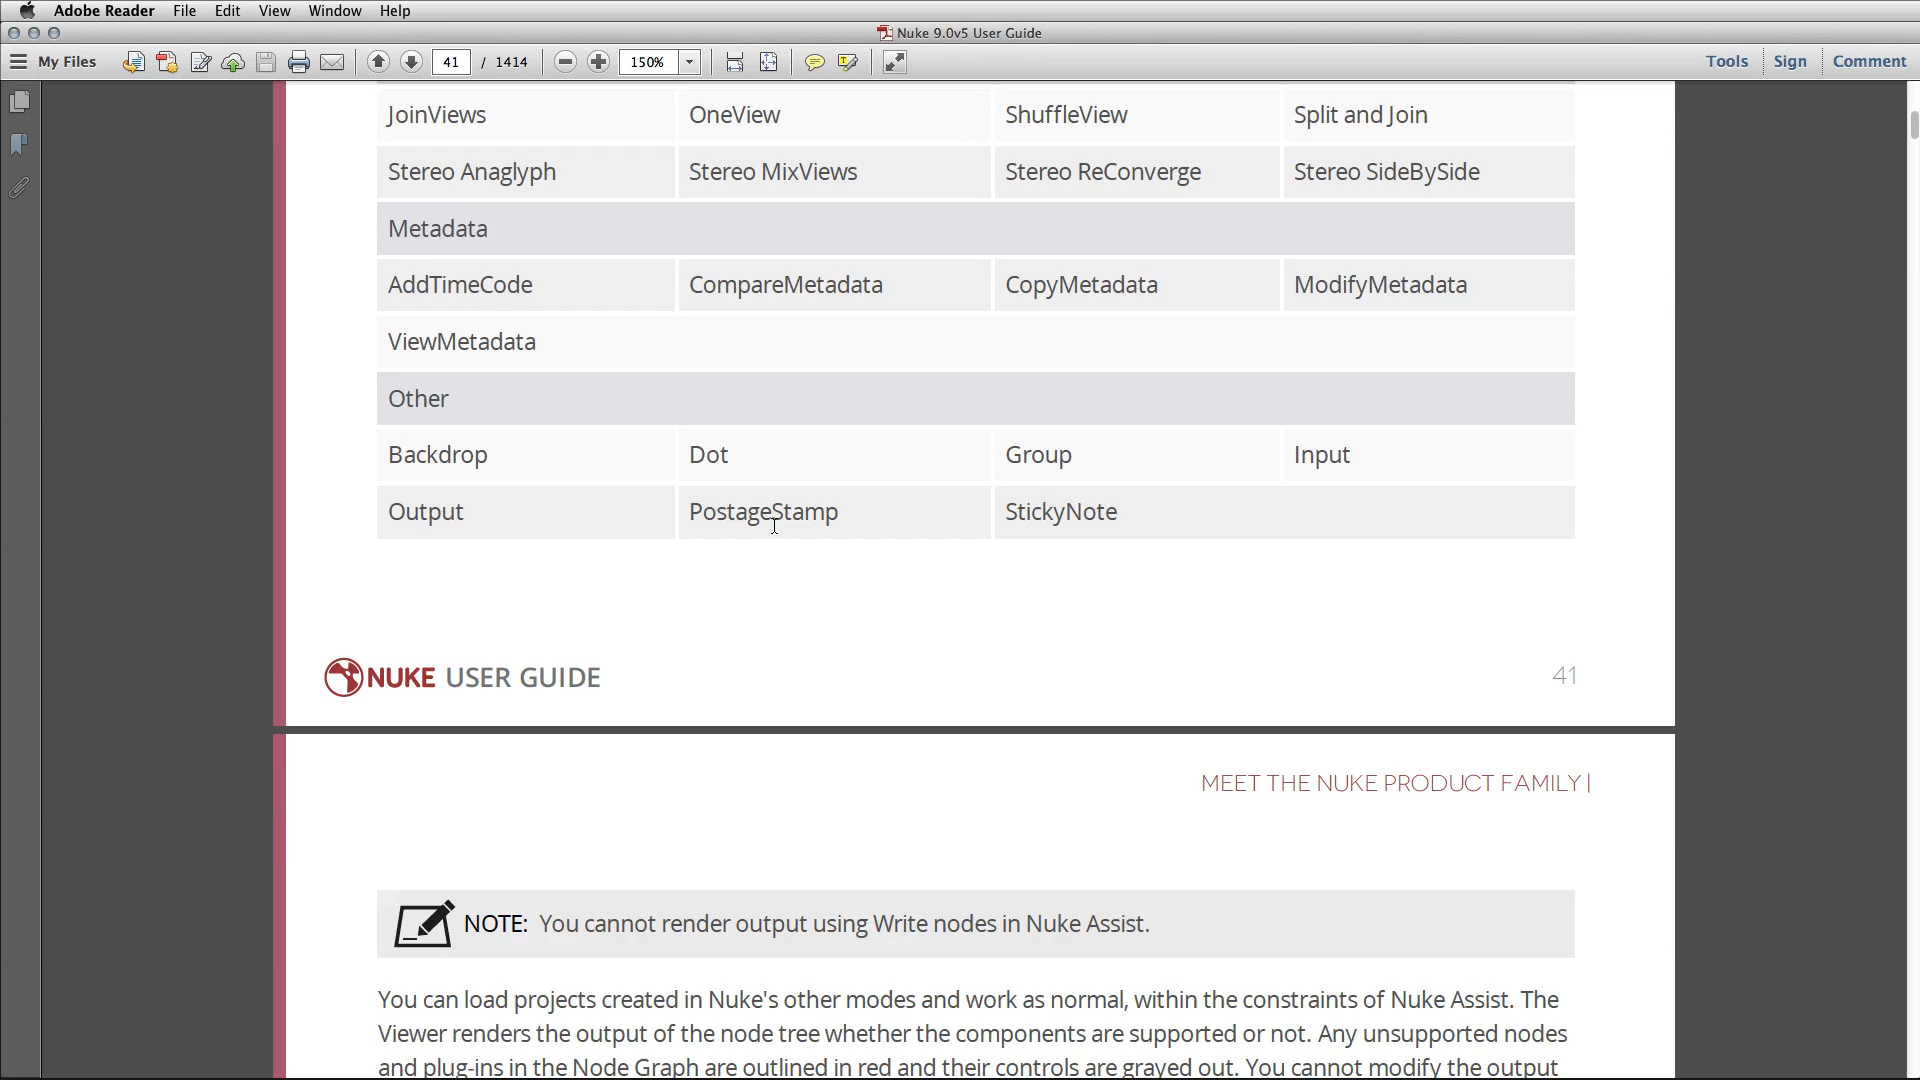 Adobe Reader File Edit View Window Help
Nuke 9.0v5 User Guide
My Files 41 / 1414 150% Tools Sign Comment
JoinViews OneView ShuffleView Split and Join
Stereo Anaglyph Stereo MixViews Stereo ReConverge Stereo SideBySide
Metadata
AddTimeCode CompareMetadata CopyMetadata ModifyMetadata
ViewMetadata
Other
Backdrop Dot Group Input
Output PostageStamp StickyNote
NUKE USER GUIDE 41
MEET THE NUKE PRODUCT FAMILY |
NOTE: You cannot render output using Write nodes in Nuke Assist.
You can load projects created in Nuke's other modes and work as normal, within the constraints of Nuke Assist. The
Viewer renders the output of the node tree whether the components are supported or not. Any unsupported nodes
and plug-ins in the Node Graph are outlined in red and their controls are grayed out. You cannot modify the output